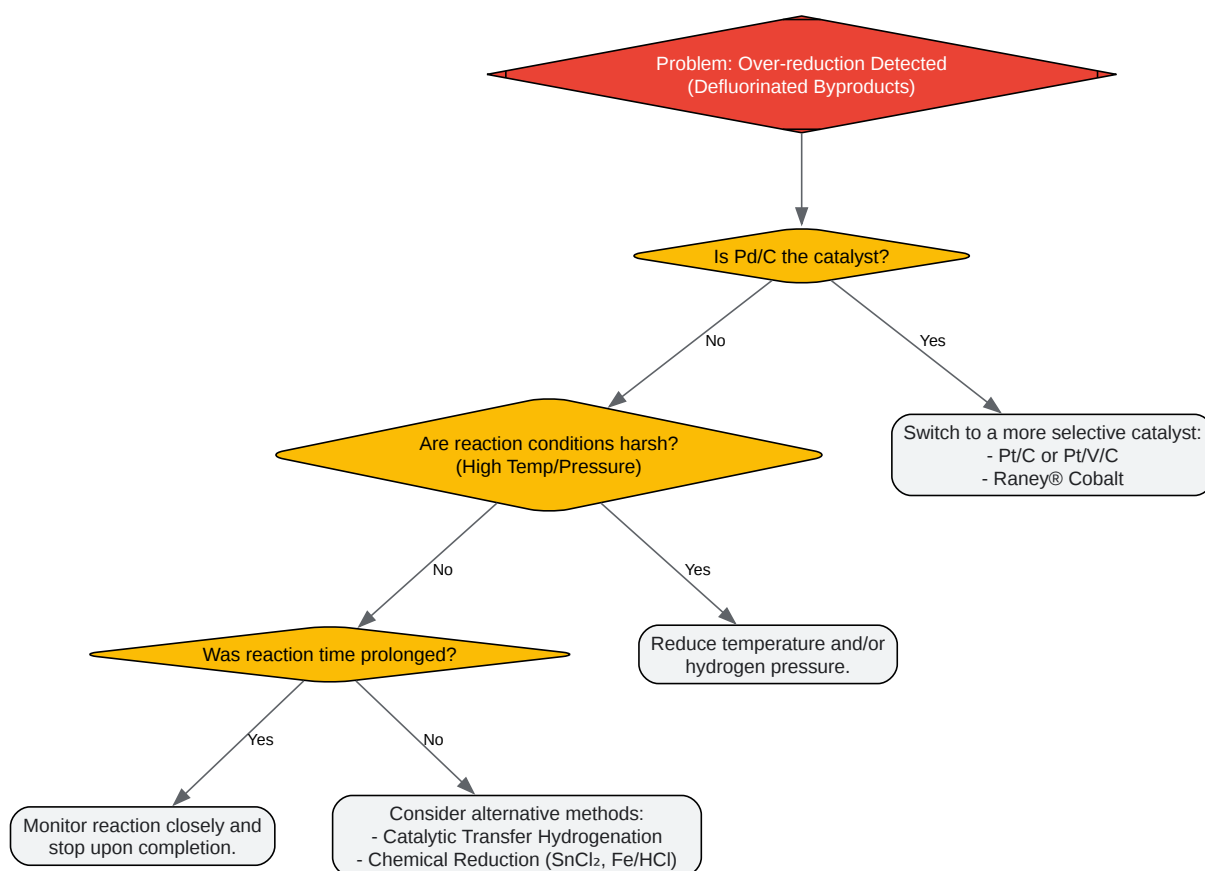 Problem: Over-reduction Detected
(Defluorinated Byproducts)
Is Pd/C the catalyst?
No
Yes
Are reaction conditions harsh?
(High Temp/Pressure)
Switch to a more selective catalyst:
- Pt/C or Pt/V/C
- Raney® Cobalt
No
Yes
Was reaction time prolonged?
Reduce temperature and/or
hydrogen pressure.
Yes
No
Monitor reaction closely and
stop upon completion.
Consider alternative methods:
- Catalytic Transfer Hydrogenation
- Chemical Reduction (SnCl₂, Fe/HCl)